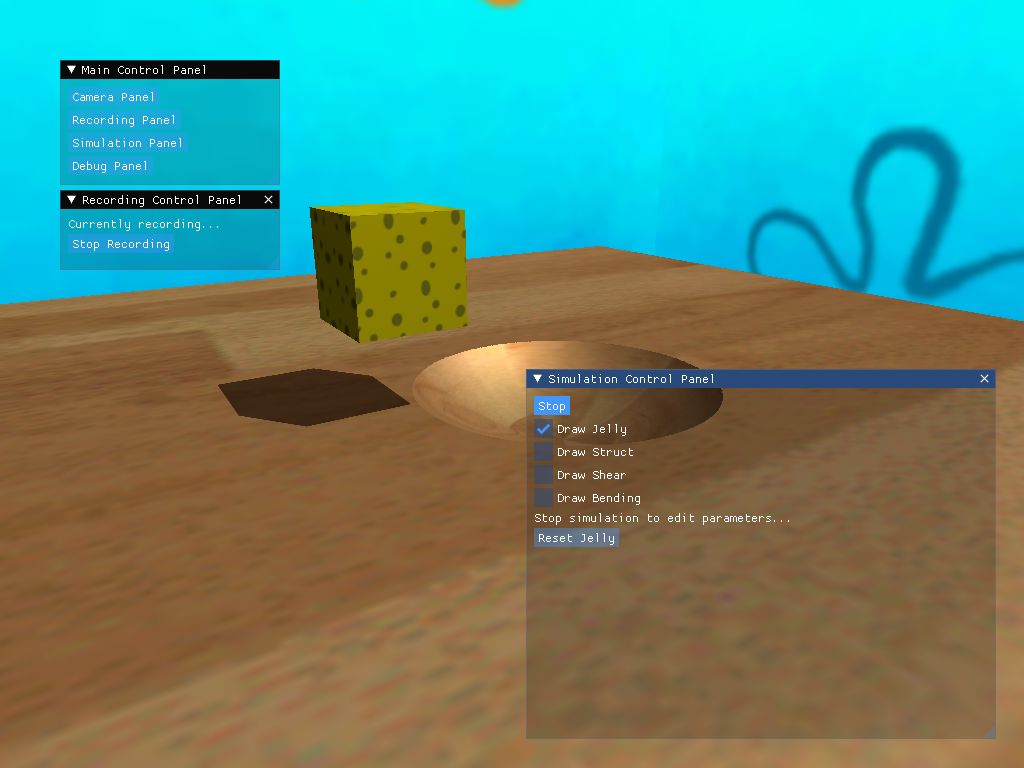 Main Control Panel
Camera Panel
Recording Panel
Simulation Panel
Debug Panel
Recording Control Panel
Currently recording...
Stop Recording
Simulation Control Panel
Stop
Draw Jelly
Draw Struct
Draw Shear
Draw Bending
Stop simulation to edit parameters...
Reset Jelly